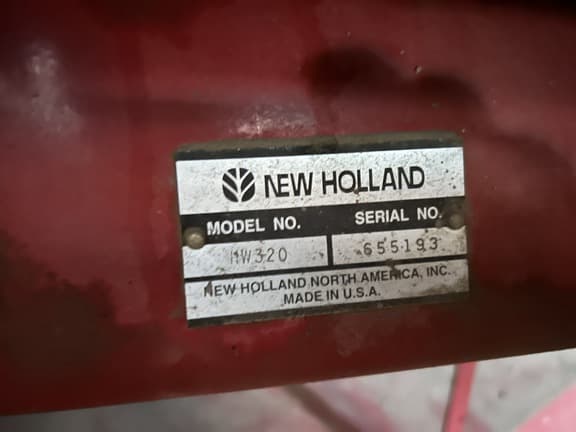 NEW HOLLAND
MODEL NO. SERIAL NO.
HW320 655193
NEW HOLLAND NORTH AMERICA, INC.
MADE IN U.S.A.